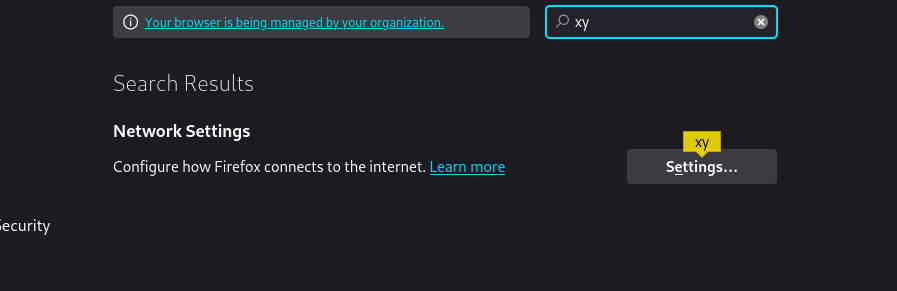 Your browser is being managed by your organization.
xy
Search Results
Network Settings
xy
Configure how Firefox connects to the internet. Learn more
Settings…
Security